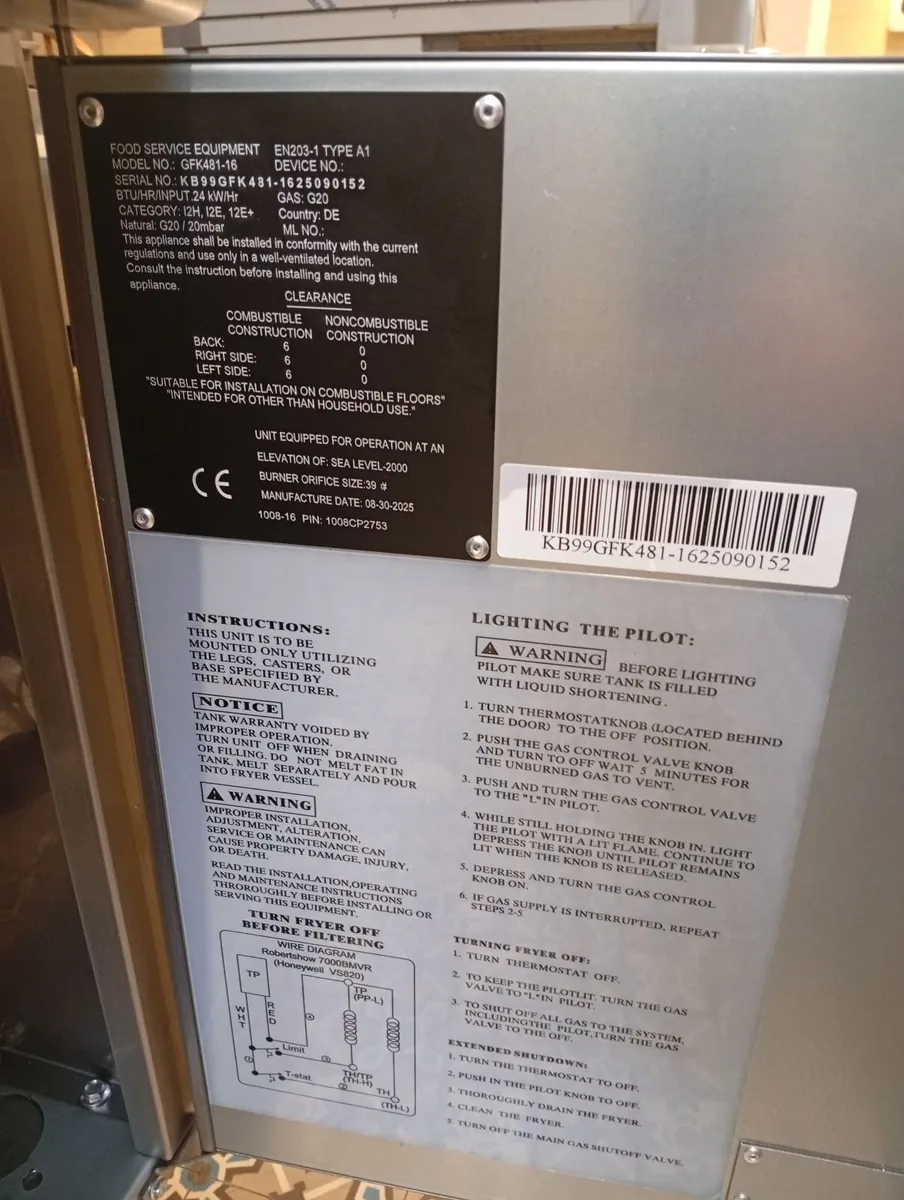 FOOD SERVICE EQUIPMENT EN203-1 TYPE A1
MODEL NO.: GFK481-16 DEVICE NO.:
SERIAL NO.: KB99GFK481-1625090152
BTU/HR/INPUT.24 kW/Hr GAS: G20
CATEGORY: I2H, I2E, 12E+ Country: DE
Natural: G20 / 20mbar ML NO.:
This appliance shall be installed in conformity with the current
regulations and use only in a well-ventilated location.
Consult the instruction before installing and using this
appliance.
CLEARANCE
COMBUSTIBLE NONCOMBUSTIBLE
CONSTRUCTION CONSTRUCTION
BACK: 6 0
RIGHT SIDE: 6 0
LEFT SIDE: 6 0
"SUITABLE FOR INSTALLATION ON COMBUSTIBLE FLOORS"
"INTENDED FOR OTHER THAN HOUSEHOLD USE."
UNIT EQUIPPED FOR OPERATION AT AN
ELEVATION OF: SEA LEVEL-2000
BURNER ORIFICE SIZE:39 #
MANUFACTURE DATE: 08-30-2025
1008-16 PIN: 1008CP2753
CE
KB99GFK481-1625090152
INSTRUCTIONS:
THIS UNIT IS TO BE
MOUNTED ONLY UTILIZING
THE LEGS, CASTERS, OR
BASE SPECIFIED BY
THE MANUFACTURER.
NOTICE
TANK WARRANTY VOIDED BY
IMPROPER OPERATION.
TURN UNIT OFF WHEN DRAINING
OR FILLING. DO NOT MELT FAT IN
TANK. MELT SEPARATELY AND POUR
INTO FRYER VESSEL.
⚠ WARNING
IMPROPER INSTALLATION,
ADJUSTMENT, ALTERATION,
SERVICE OR MAINTENANCE CAN
CAUSE PROPERTY DAMAGE, INJURY,
OR DEATH.
READ THE INSTALLATION,OPERATING
AND MAINTENANCE INSTRUCTIONS
THROROUGHLY BEFORE INSTALLING OR
SERVING THIS EQUIPMENT.
TURN FRYER OFF
BEFORE FILTERING
WIRE DIAGRAM
Robertshow 7000BMVR
(Honeywell VS820)
TP
TP
(PP-L)
WHT
RED
④
Limit
①
③
T-stat
TH/TP
(TH-H)
②
TH
(TH-L)
LIGHTING THE PILOT:
⚠ WARNING BEFORE LIGHTING
PILOT MAKE SURE TANK IS FILLED
WITH LIQUID SHORTENING.
1. TURN THERMOSTATKNOB (LOCATED BEHIND
THE DOOR) TO THE OFF POSITION.
2. PUSH THE GAS CONTROL VALVE KNOB
AND TURN TO OFF WAIT 5 MINUTES FOR
THE UNBURNED GAS TO VENT.
3. PUSH AND TURN THE GAS CONTROL VALVE
TO THE "L"IN PILOT.
4. WHILE STILL HOLDING THE KNOB IN. LIGHT
THE PILOT WITH A LIT FLAME. CONTINUE TO
DEPRESS THE KNOB UNTIL PILOT REMAINS
LIT WHEN THE KNOB IS RELEASED.
5. DEPRESS AND TURN THE GAS CONTROL
KNOB ON.
6. IF GAS SUPPLY IS INTERRUPTED, REPEAT
STEPS 2-5
TURNING FRYER OFF:
1. TURN THERMOSTAT OFF.
2. TO KEEP THE PILOTLIT. TURN THE GAS
VALVE TO "L"IN PILOT.
3. TO SHUT OFF ALL GAS TO THE SYSTEM,
INCLUDINGTHE PILOT,TURN THE GAS
VALVE TO THE OFF.
EXTENDED SHUTDOWN:
1. TURN THE THERMOSTAT TO OFF.
2. PUSH IN THE PILOT KNOB TO OFF.
3. THOROUGHLY DRAIN THE FRYER.
4. CLEAN THE FRYER.
5. TURN OFF THE MAIN GAS SHUTOFF VALVE.